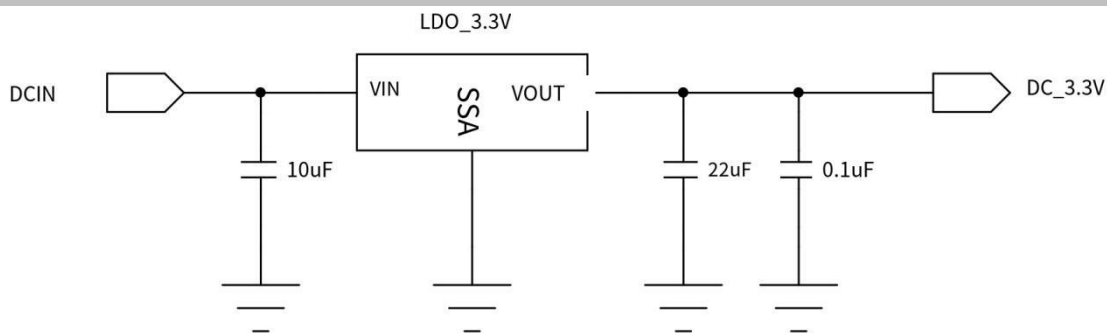 LDO_3.3V
DCIN
VIN
SSA
VOUT
DC_3.3V
10uF
22uF
0.1uF